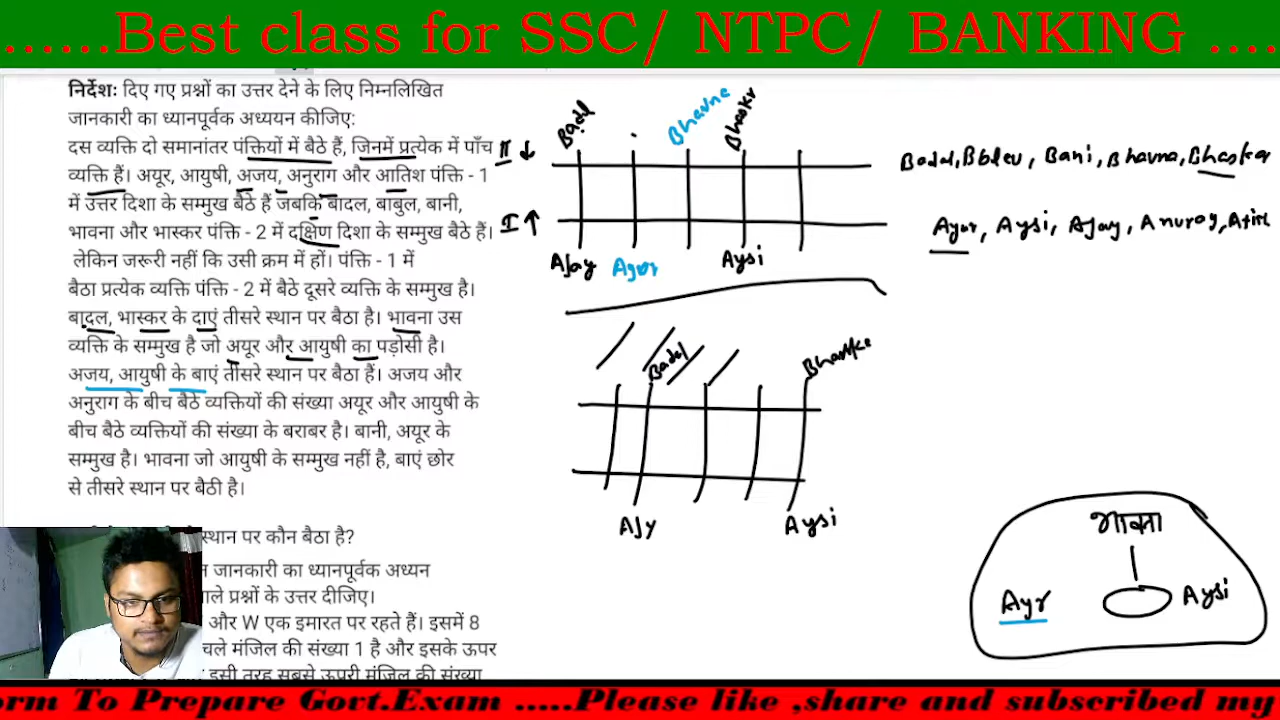 ......Best class for SSC/ NTPC/ BANKING ....
निर्देशः दिए गए प्रश्नों का उत्तर देने के लिए निम्नलिखित
जानकारी का ध्यानपूर्वक अध्ययन कीजिए:
दस व्यक्ति दो समानांतर पंक्तियों में बैठे हैं, जिनमें प्रत्येक में पाँच
व्यक्ति हैं। अयूर, आयुषी, अजय, अनुराग और आतिश पंक्ति - 1
में उत्तर दिशा के सम्मुख बैठे हैं जबकि बादल, बाबुल, बानी,
भावना और भास्कर पंक्ति - 2 में दक्षिण दिशा के सम्मुख बैठे हैं।
लेकिन जरूरी नहीं कि उसी क्रम में हों। पंक्ति - 1 में
बैठा प्रत्येक व्यक्ति पंक्ति - 2 में बैठे दूसरे व्यक्ति के सम्मुख है।
बादल, भास्कर के दाएं तीसरे स्थान पर बैठा है। भावना उस
व्यक्ति के सम्मुख है जो अयूर और आयुषी का पड़ोसी है।
अजय, आयुषी के बाएं तीसरे स्थान पर बैठा हैं। अजय और
अनुराग के बीच बैठे व्यक्तियों की संख्या अयूर और आयुषी के
बीच बैठे व्यक्तियों की संख्या के बराबर है। बानी, अयूर के
सम्मुख है। भावना जो आयुषी के सम्मुख नहीं है, बाएं छोर
से तीसरे स्थान पर बैठी है।
स्थान पर कौन बैठा है?
न जानकारी का ध्यानपूर्वक अध्यन
ाले प्रश्नों के उत्तर दीजिए।
और W एक इमारत पर रहते हैं। इसमें 8
चले मंजिल की संख्या 1 है और इसके ऊपर
इसी तरह सबसे ऊपरी मंजिल की संख्या
Badal Bhavna Bhaskr
II ↓
I ↑
AJay Ayur Aysi
Badal, Bani, Bhavna, Bhaskar
Ayur, Aysi, AJay, Anurag, Atish
Badal
AJy Aysi
भावना
Ayr Aysi
orm To Prepare Govt.Exam .....Please like ,share and subscribed my